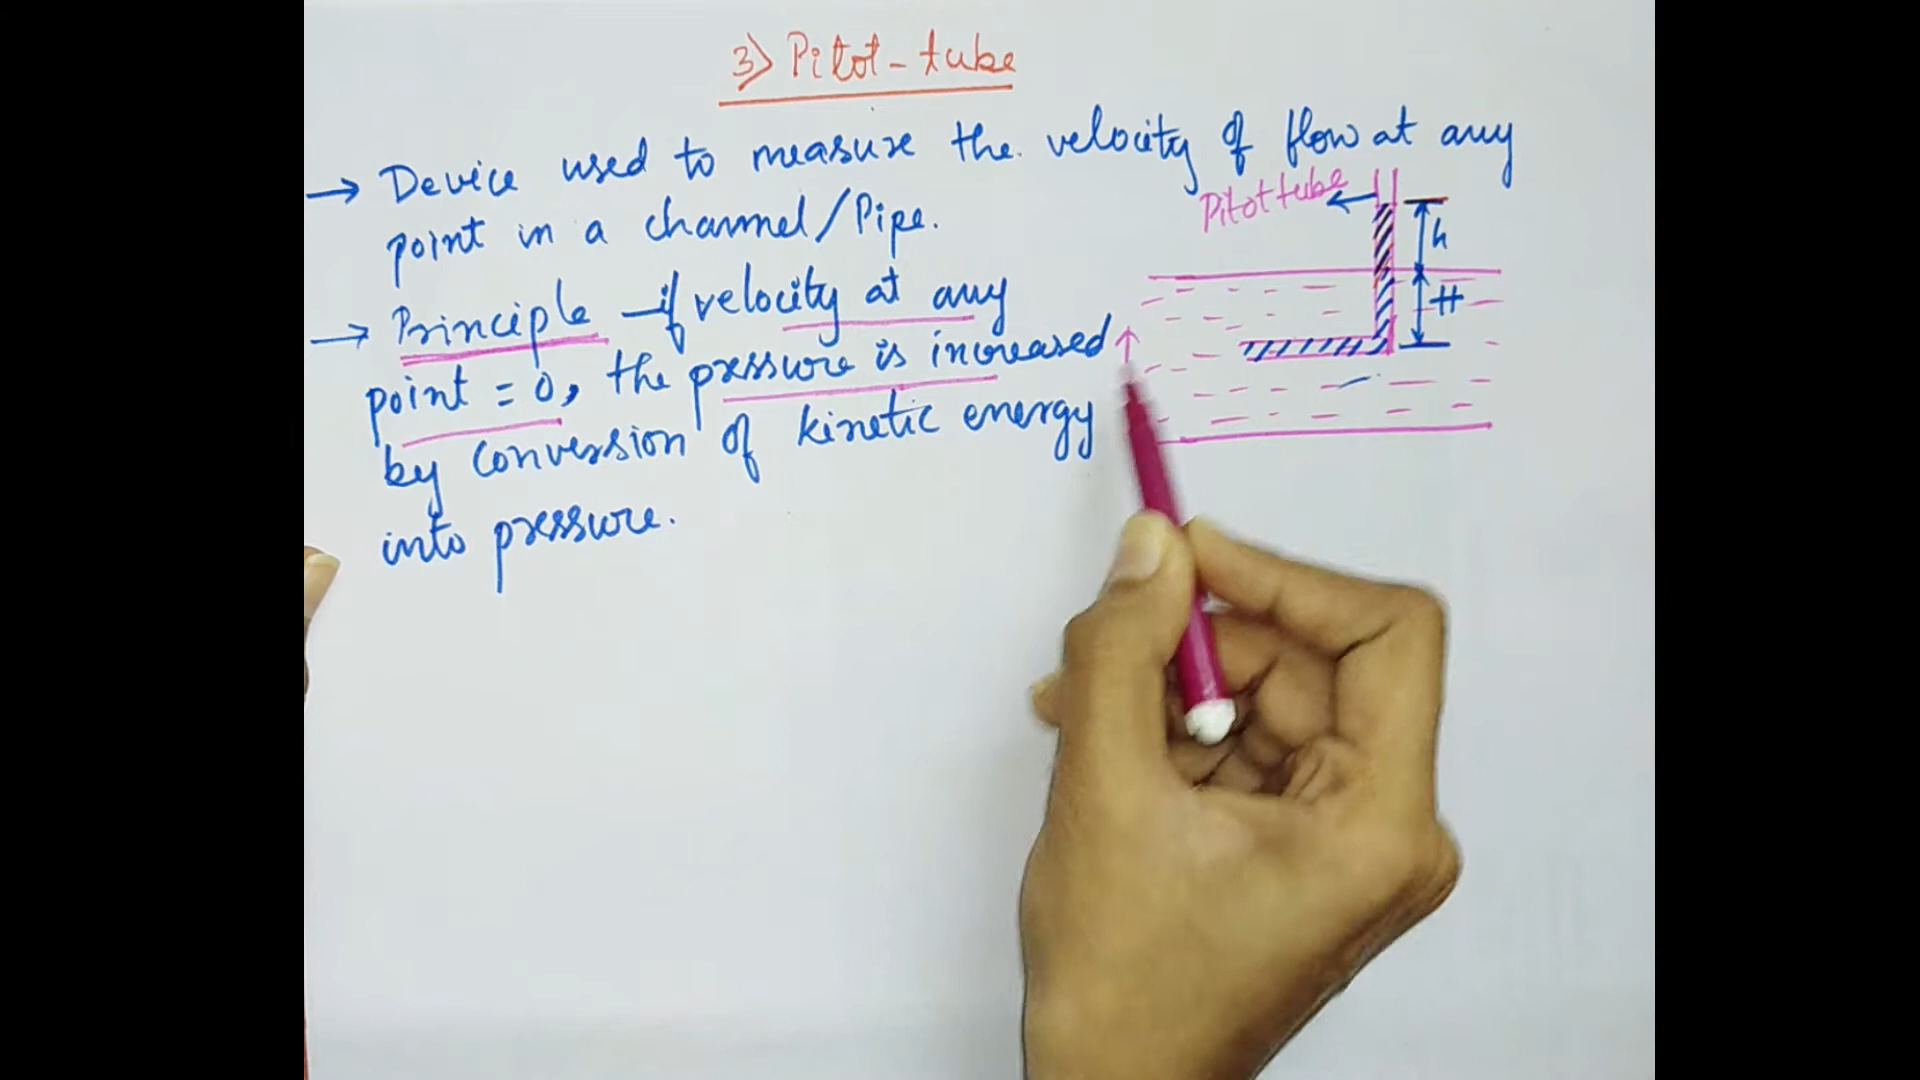 3) Pitot-tube
→ Device used to measure the velocity of flow at any
point in a channel/Pipe.
→ Principle - if velocity at any
point = 0, the pressure is increased ↑
by conversion of kinetic energy
into pressure.
Pitot tube
h
H